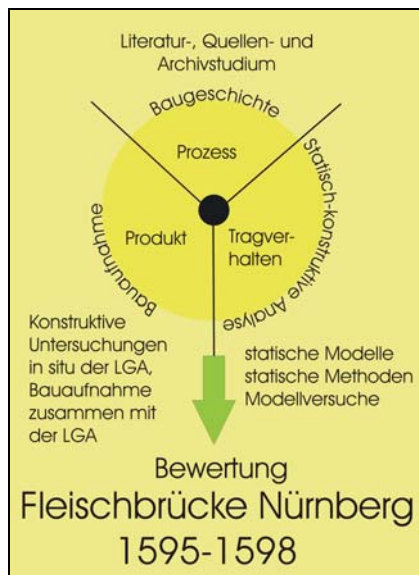 Literatur-, Quellen- und
Archivstudium
Baugeschichte
Prozess
Statisch-konstruktive Analyse
Bauaufnahme
Produkt
Tragver-
halten
Konstruktive
Untersuchungen
in situ der LGA,
Bauaufnahme
zusammen mit
der LGA
statische Modelle
statische Methoden
Modellversuche
Bewertung
Fleischbrücke Nürnberg
1595-1598